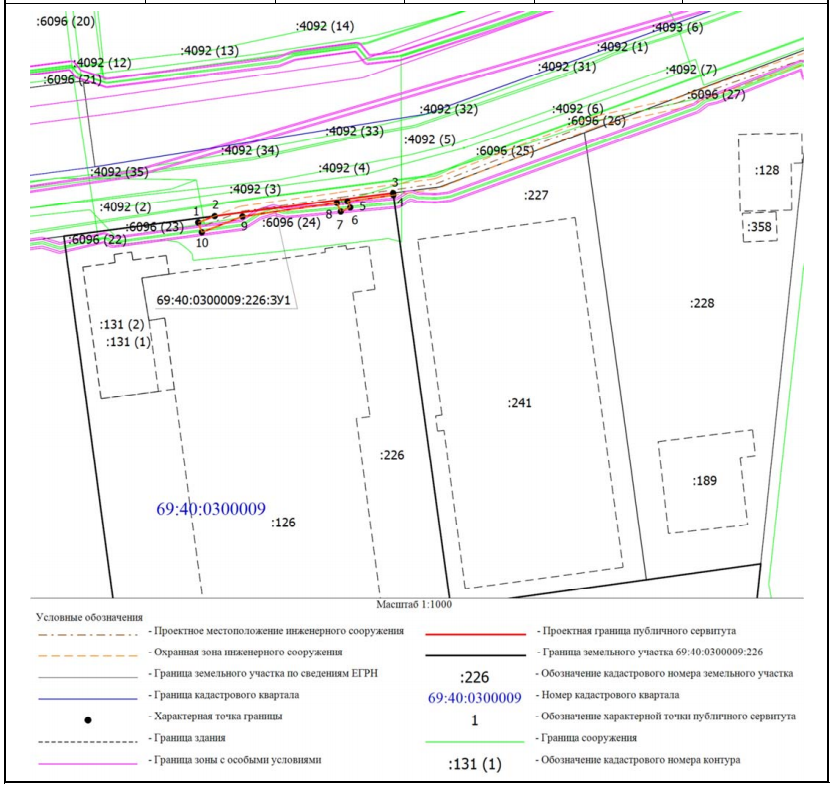 :6096 (20)
:4092 (14)
:4093 (6)
:4092 (13)
:4092 (1)
:4092 (12)
:4092 (31)
:4092 (7)
:6096 (21)
:6096 (27)
:4092 (32)
:4092 (6)
:6096 (26)
:4092 (33)
:4092 (5)
:4092 (34)
:6096 (25)
:4092 (35)
:4092 (4)
:128
:4092 (3)
3
:227
:4092 (2)
1
2
4
5
:6096 (23)
9
:6096 (24)
8
6
7
:358
:6096 (22)
10
69:40:0300009:226:ЗУ1
:228
:131 (2)
:131 (1)
:241
:226
:189
69:40:0300009
:126
Масштаб 1:1000
Условные обозначения
- Проектное местоположение инженерного сооружения
- Охранная зона инженерного сооружения
- Граница земельного участка по сведениям ЕГРН
- Граница кадастрового квартала
- Характерная точка границы
- Граница здания
- Граница зоны с особыми условиями
- Проектная граница публичного сервитута
- Граница земельного участка 69:40:0300009:226
:226 - Обозначение кадастрового номера земельного участка
69:40:0300009 - Номер кадастрового квартала
1 - Обозначение характерной точки публичного сервитута
- Граница сооружения
:131 (1) - Обозначение кадастрового номера контура